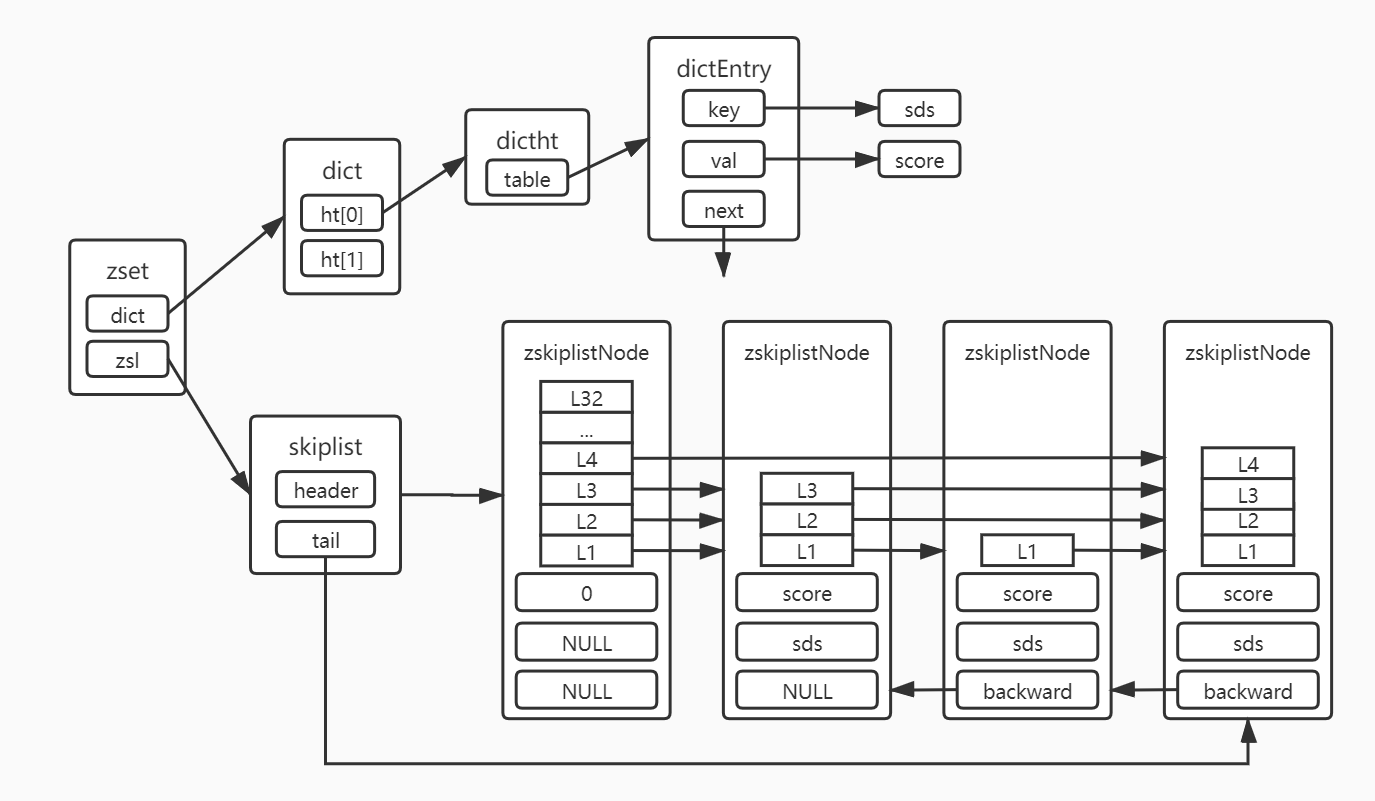 dictEntry
key
sds
val
score
next
dictht
table
dict
ht[0]
ht[1]
zset
dict
zsl
skiplist
header
tail
zskiplistNode
L32
...
L4
L3
L2
L1
0
NULL
NULL
zskiplistNode
L3
L2
L1
score
sds
NULL
zskiplistNode
L1
score
sds
backward
zskiplistNode
L4
L3
L2
L1
score
sds
backward